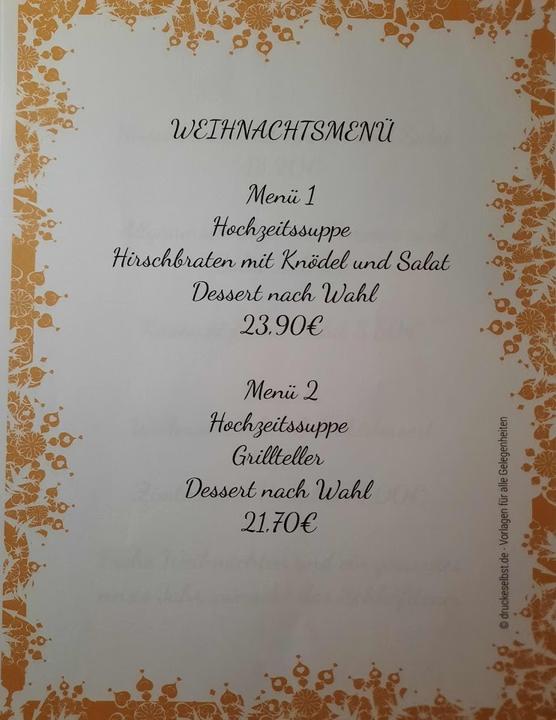 WEIHNACHTSMENÜ
Menü 1
Hochzeitssuppe
Hirschbraten mit Knödel und Salat
Dessert nach Wahl
23,90€
Menü 2
Hochzeitssuppe
Grillteller
Dessert nach Wahl
21,70€
© druckeselbst.de - Vorlagen für alle Gelegenheiten